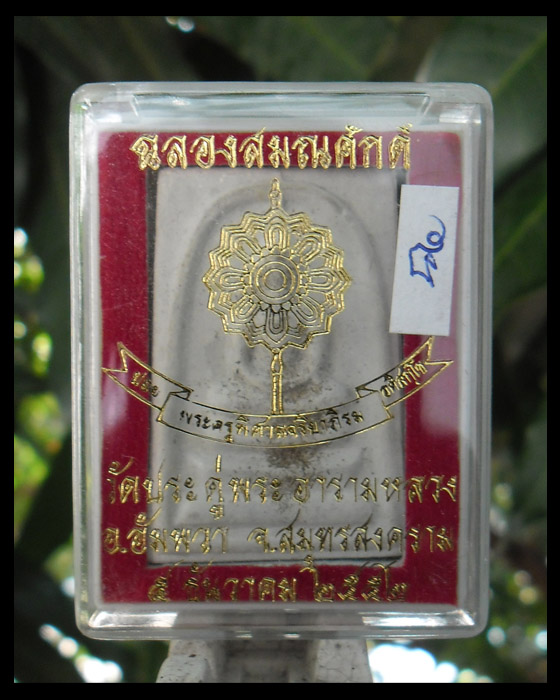 ฉลองสมณศักดิ์
พระครูพิศาลจริยาภิรม
วัดประดู่พระอารามหลวง
อ.อัมพวา จ.สมุทรสงคราม
๕ ธันวาคม ๒๕๕๒